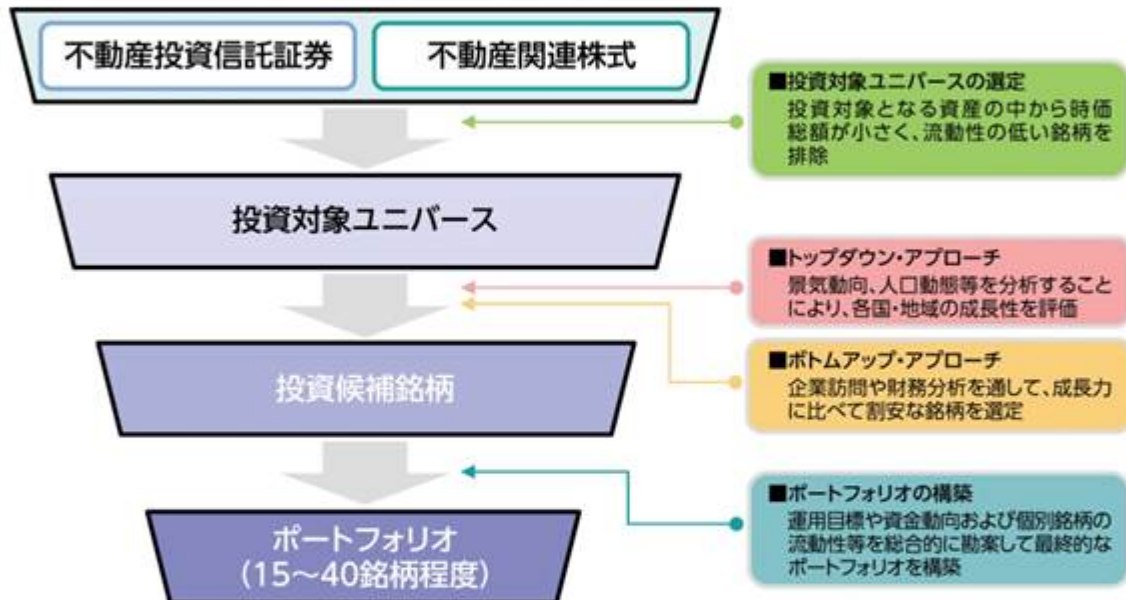 不動産投資信託証券
不動産関連株式
■投資対象ユニバースの選定
投資対象となる資産の中から時価
総額が小さく、流動性の低い銘柄を
排除
投資対象ユニバース
■トップダウン・アプローチ
景気動向、人口動態等を分析すること
により、各国・地域の成長性を評価
■ボトムアップ・アプローチ
企業訪問や財務分析を通して、成長力
に比べて割安な銘柄を選定
投資候補銘柄
■ポートフォリオの構築
運用目標や資金動向および個別銘柄の
流動性等を総合的に勘案して最終的な
ポートフォリオを構築
ポートフォリオ
(15～40銘柄程度)